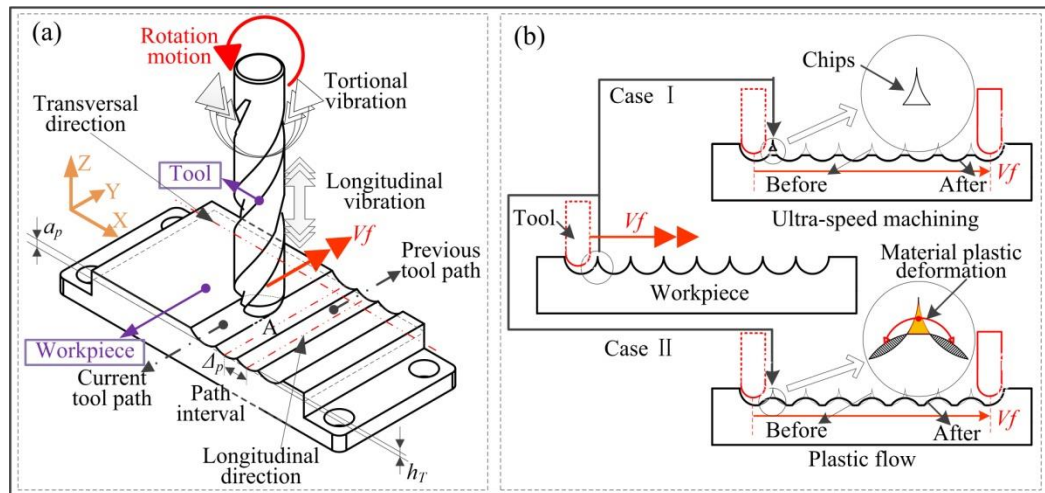 (a)
Rotation
motion
Tortional
vibration
Transversal
direction
Tool
Z
Y
X
Longitudinal
vibration
a_p
Vf
Previous
tool path
A
Workpiece
Current
tool path
Δ_p
Path
interval
Longitudinal
direction
h_T
(b)
Chips
Case Ⅰ
Before
After
Vf
Ultra-speed machining
Tool
Vf
Workpiece
Material plastic
deformation
Case Ⅱ
Before
After
Vf
Plastic flow